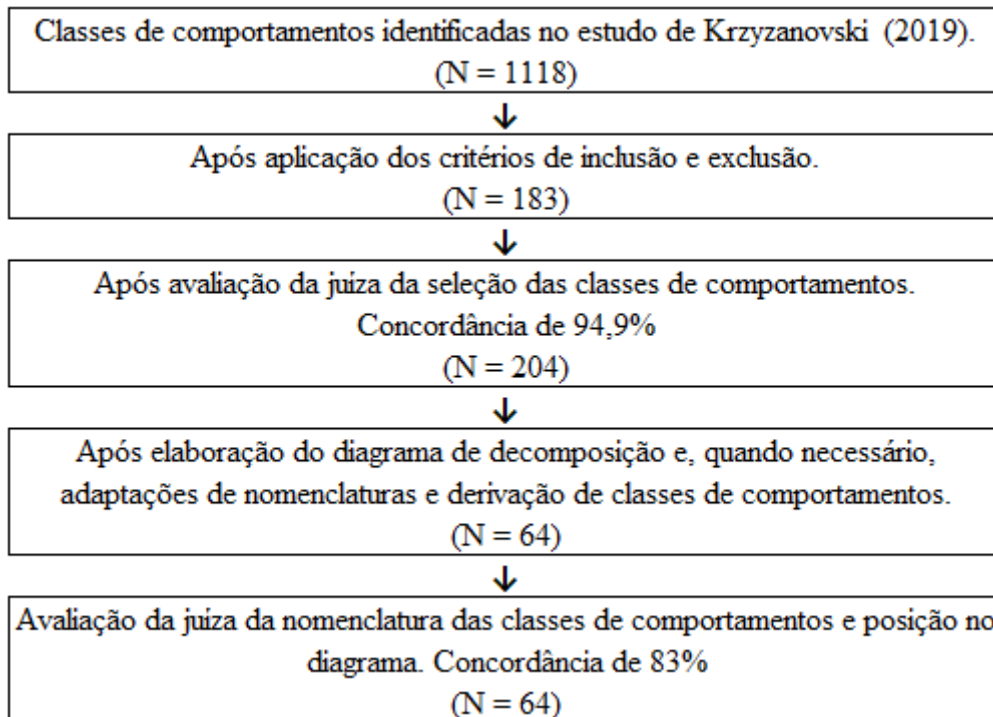 Classes de comportamentos identificadas no estudo de Krzyzanovski (2019).
(N = 1118)
Após aplicação dos critérios de inclusão e exclusão.
(N = 183)
Após avaliação da juíza da seleção das classes de comportamentos.
Concordância de 94,9%
(N = 204)
Após elaboração do diagrama de decomposição e, quando necessário,
adaptações de nomenclaturas e derivação de classes de comportamentos.
(N = 64)
Avaliação da juíza da nomenclatura das classes de comportamentos e posição no
diagrama. Concordância de 83%
(N = 64)